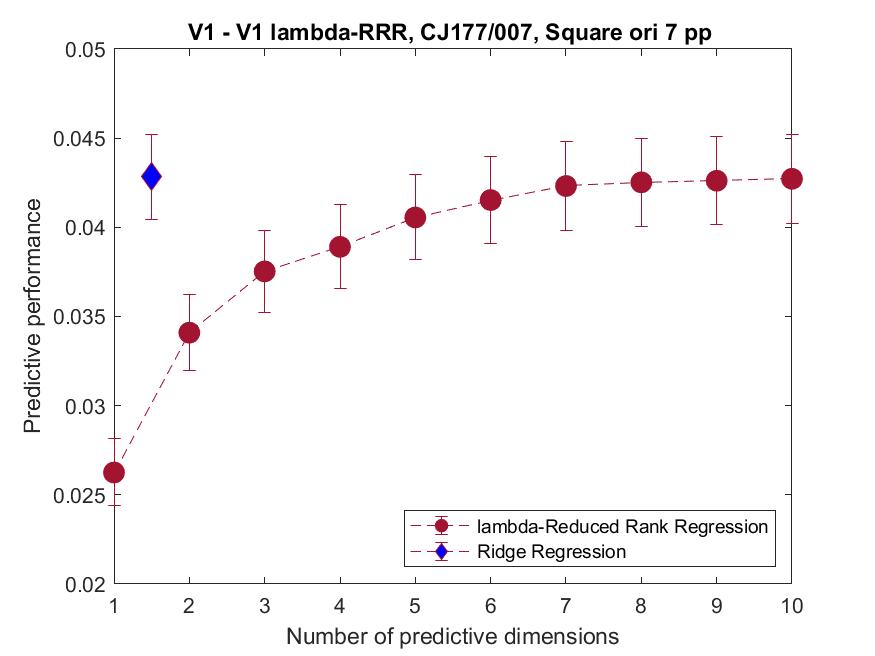 V1 - V1 lambda-RRR, CJ177/007, Square ori 7 pp
0.05
0.045
0.04
0.035
0.03
0.025
0.02
Predictive performance
lambda-Reduced Rank Regression
Ridge Regression
1 2 3 4 5 6 7 8 9 10
Number of predictive dimensions